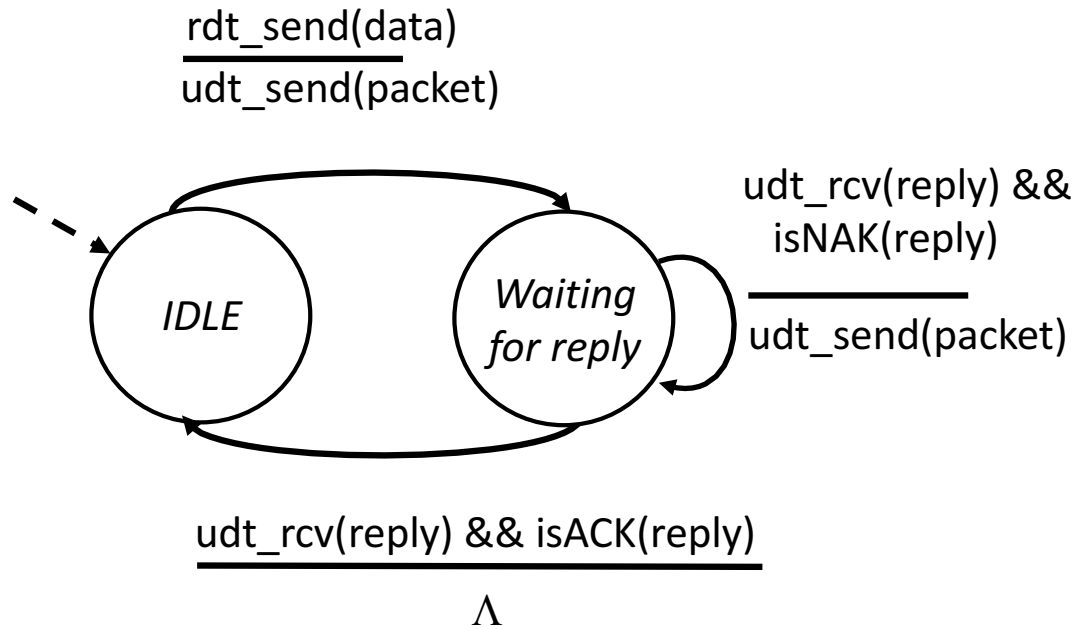 rdt_send(data)
udt_send(packet)
udt_rcv(reply) &&
isNAK(reply)
udt_send(packet)
IDLE
Waiting
for reply
udt_rcv(reply) && isACK(reply)
Λ